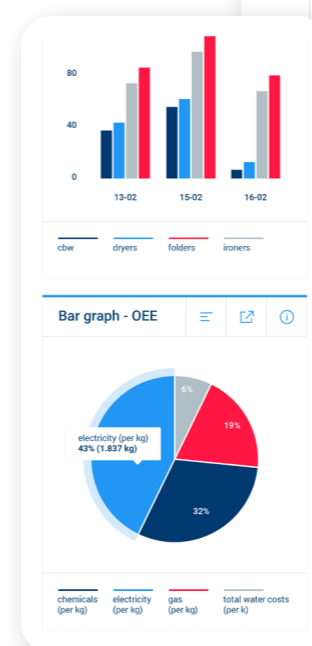 80
40
0
13-02 15-02 16-02
cbw dryers folders ironers
Bar graph - OEE
6%
19%
electricity (per kg)
43% (1.837 kg)
32%
chemicals electricity gas total water costs
(per kg) (per kg) (per kg) (per k)